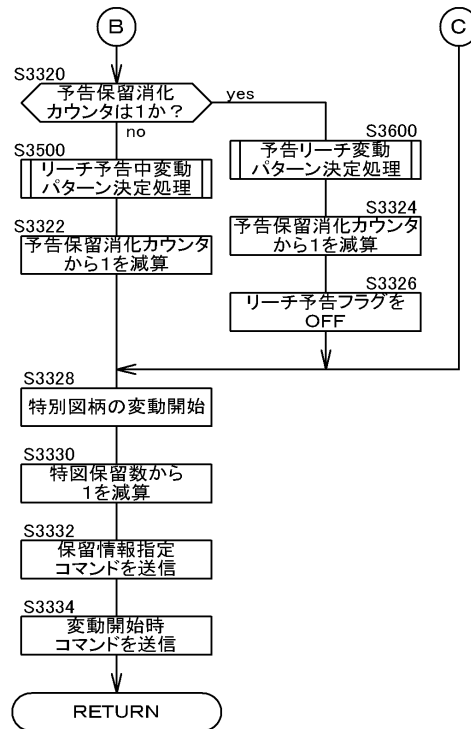 B
C
S3320
予告保留消化
カウンタは1か？
yes
no
S3500
リーチ予告中変動
パターン決定処理
S3600
予告リーチ変動
パターン決定処理
S3322
予告保留消化カウンタ
から1を減算
S3324
予告保留消化カウンタ
から1を減算
S3326
リーチ予告フラグを
OFF
S3328
特別図柄の変動開始
S3330
特図保留数から
1を減算
S3332
保留情報指定
コマンドを送信
S3334
変動開始時
コマンドを送信
RETURN